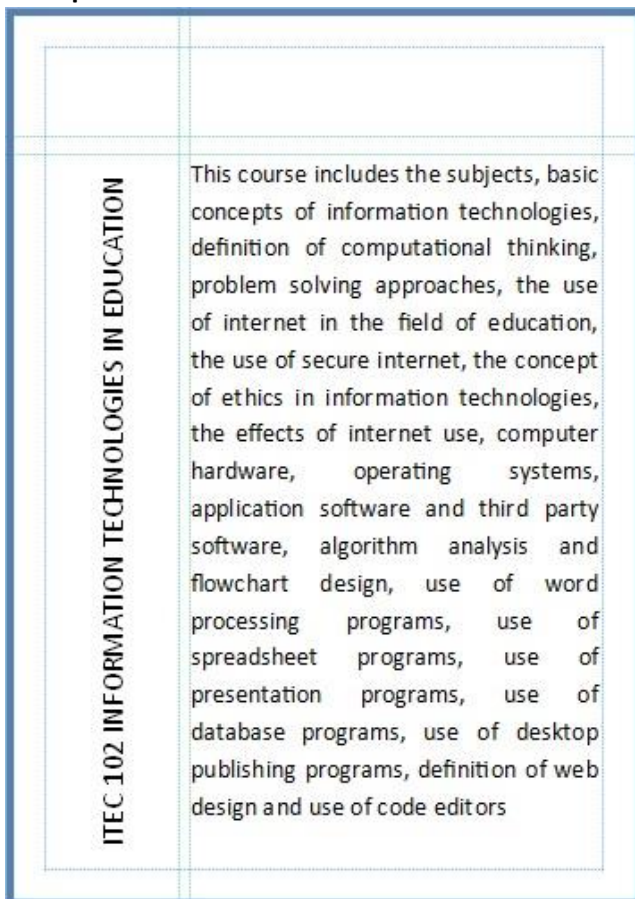 ITEC 102 INFORMATION TECHNOLOGIES IN EDUCATION
This course includes the subjects, basic
concepts of information technologies,
definition of computational thinking,
problem solving approaches, the use
of internet in the field of education,
the use of secure internet, the concept
of ethics in information technologies,
the effects of internet use, computer
hardware, operating systems,
application software and third party
software, algorithm analysis and
flowchart design, use of word
processing programs, use of
spreadsheet programs, use of
presentation programs, use of
database programs, use of desktop
publishing programs, definition of web
design and use of code editors